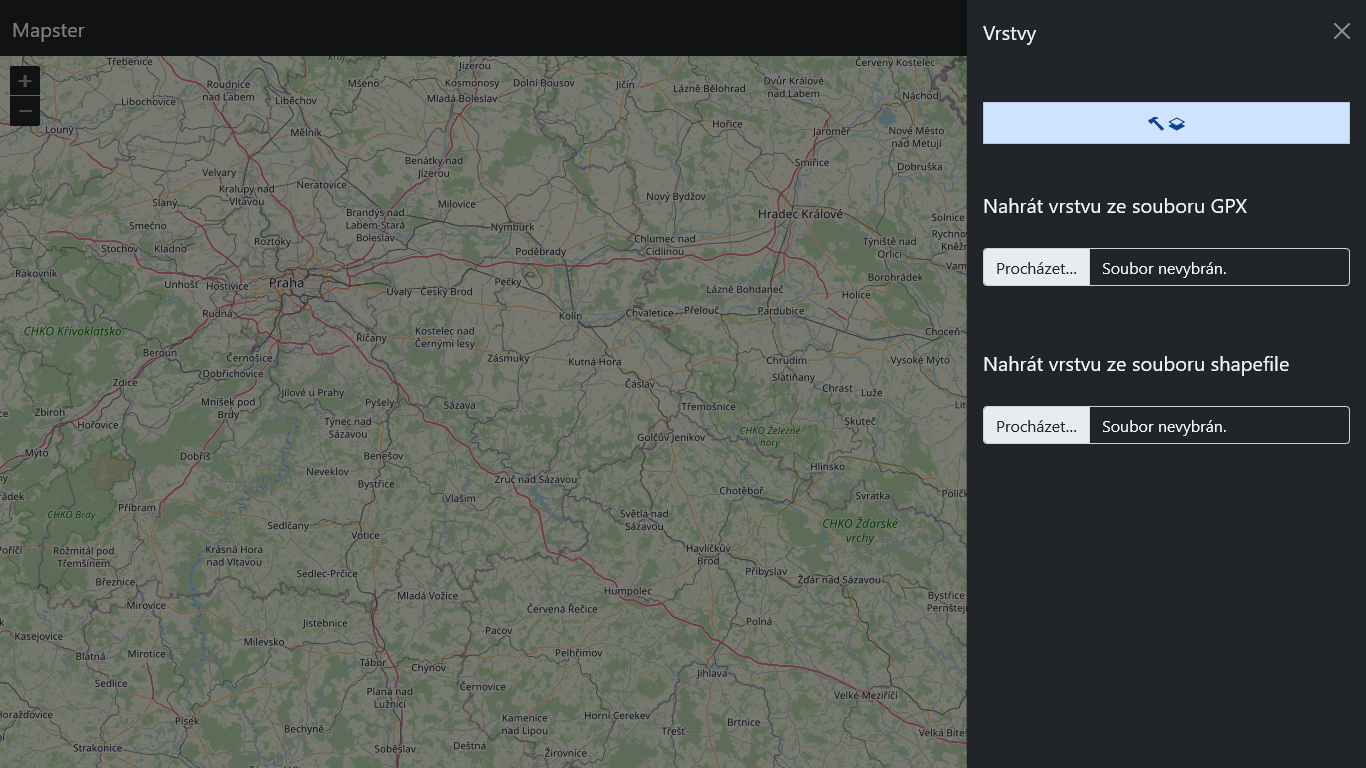 Mapster
Vrstvy
+
−
Nahrát vrstvu ze souboru GPX
Procházet... Soubor nevybrán.
Nahrát vrstvu ze souboru shapefile
Procházet... Soubor nevybrán.
Třebenice
Jizerou
Červený Kostelec
Roudnice
nad Labem
Mšeno
Kosmonosy
Dolní Bousov
Jičín
Lázně Bělohrad
Dvůr Králové
nad Labem
Náchod
Libochovice
Liběchov
Mladá Boleslav
Louny
Mělník
Hořice
Jaroměř
Nové Město
nad Metují
Benátky nad
Jizerou
Smiřice
Dobruška
Velvary
Kralupy nad
Vltavou
Neratovice
Nový Bydžov
Slaný
Milovice
Brandýs nad
Labem-Stará
Boleslav
Hradec Králové
Smečno
Nymburk
Solnice
Rychnov
Kněžn
Stochov
Kladno
Roztoky
Poděbrady
Chlumec nad
Cidlinou
Týniště nad
Orlicí
Rakovník
Unhošť
Hostivice
Praha
Úvaly
Český Brod
Pečky
Lázně Bohdaneč
Borohrádek
Vam
Holice
Rudná
Kolín
Chvaletice
Přelouč
Pardubice
CHKO Křivoklátsko
Říčany
Kostelec nad
Černými lesy
Choceň
Beroun
Černošice
Zásmuky
Kutná Hora
Chrudim
Vysoké Mýto
Dobřichovice
Zdice
Čáslav
Slatiňany
Jílové u Prahy
Chrast
Luže
Mníšek pod
Brdy
Pyšely
Sázava
Třemošnice
Lit
Zbiroh
Hořovice
Týnec nad
Sázavou
Skuteč
Golčův Jeníkov
CHKO Železné
hory
Mýto
Dobříš
Benešov
Hlinsko
Neveklov
Bystřice
Zruč nad Sázavou
Chotěboř
Vlašim
Svratka
Poličk
Příbram
CHKO Brdy
Světlá nad
Sázavou
Sedlčany
Votice
CHKO Žďárské
vrchy
Rožmitál pod
Třemšínem
Krásná Hora
nad Vltavou
Havlíčkův
Brod
Sedlec-Prčice
Přibyslav
Březnice
Žďár nad Sázavou
Mladá Vožice
Humpolec
Bystřice
Pernštej
Mirovice
Červená Řečice
Jistebnice
Polná
Kasejovice
Pacov
Milevsko
Blatná
Mirotice
Pelhřimov
Tábor
Chýnov
Jihlava
Sedlice
Černovice
Planá nad
Lužnicí
Velké Meziříčí
Horažďovice
Písek
Kamenice
nad Lipou
Horní Cerekev
Bechyně
Třešť
Brtnice
Velká Bíteš
Strakonice
Soběslav
Deštná
Žirovnice